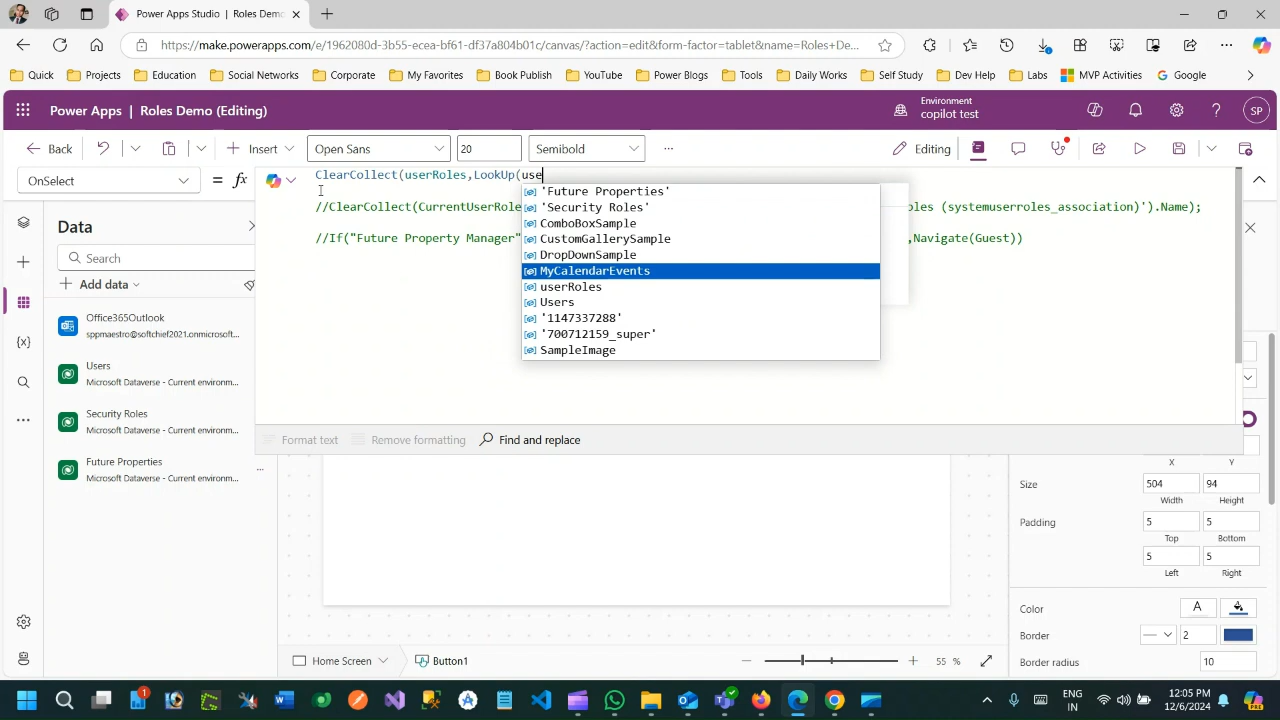 Power Apps Studio | Roles Demo
https://make.powerapps.com/e/1962080d-3b55-ecea-bf61-df37a804b01c/canvas/?action=edit&form-factor=tablet&name=Roles+De...
Quick
Projects
Education
Social Networks
Corporate
My Favorites
Book Publish
YouTube
Power Blogs
Tools
Daily Works
Self Study
Dev Help
Labs
MVP Activities
Google
Power Apps | Roles Demo (Editing)
Environment
copilot test
SP
Back
Insert
Open Sans
20
Semibold
Editing
OnSelect
= fx
ClearCollect(userRoles,LookUp(use
//ClearCollect(CurrentUserRole
oles (systemuserroles_association)').Name);
//If("Future Property Manager"
,Navigate(Guest))
'Future Properties'
'Security Roles'
ComboBoxSample
CustomGallerySample
DropDownSample
MyCalendarEvents
userRoles
Users
'1147337288'
'700712159_super'
SampleImage
Format text
Remove formatting
Find and replace
Data
Search
Add data
Office365Outlook
sppmaestro@softchief2021.onmicrosoft...
Users
Microsoft Dataverse - Current environm...
Security Roles
Microsoft Dataverse - Current environm...
Future Properties
Microsoft Dataverse - Current environm...
X
Y
Size
504
94
Width
Height
Padding
5
5
Top
Bottom
5
5
Left
Right
Color
Border
2
Border radius
10
Home Screen
Button1
55 %
1
ENG
IN
12:05 PM
12/6/2024